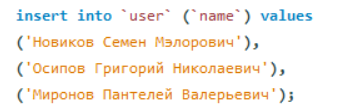 insert into `user` (`name`) values
('Новиков Семен Мэлорович'),
('Осипов Григорий Николаевич'),
('Миронов Пантелей Валерьевич');